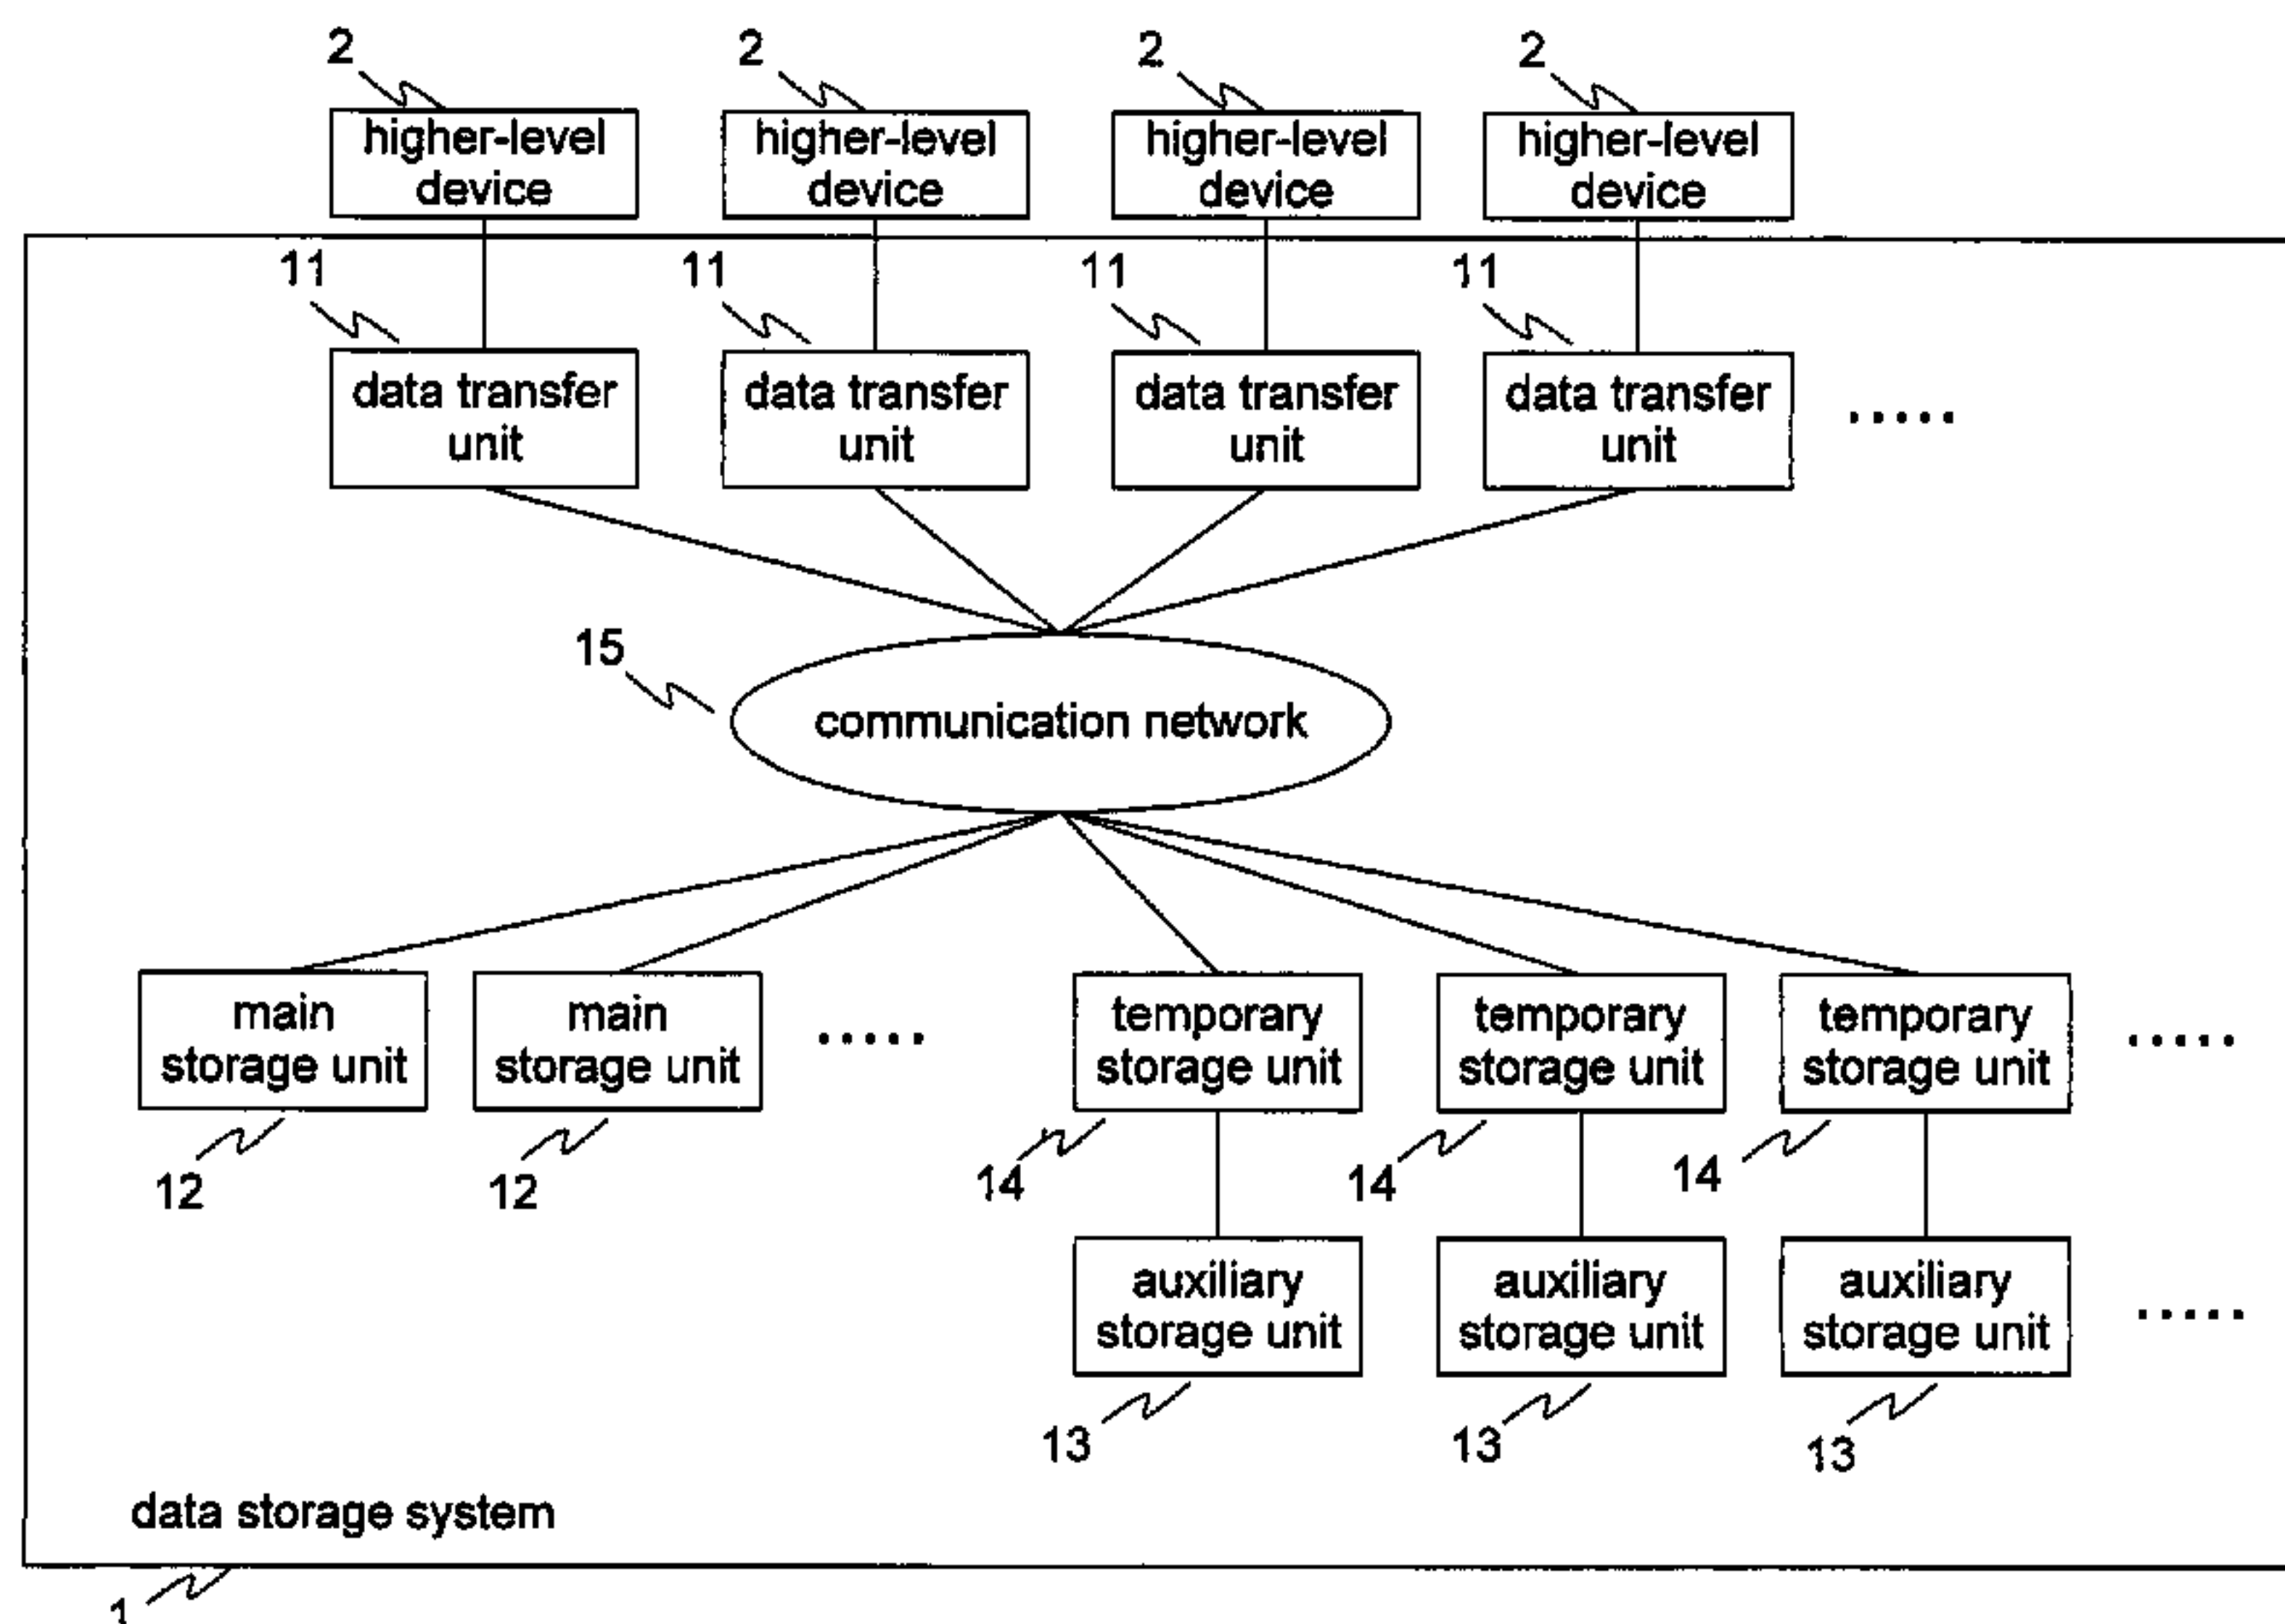 2 2 2 2
higher-level higher-level higher-level higher-level
device device device device
11 11 11 11
data transfer data transfer data transfer data transfer
unit unit unit unit
.....
15
communication network
main main temporary temporary temporary
storage unit storage unit ..... storage unit storage unit storage unit .....
12 12 14 14 14
auxiliary auxiliary auxiliary
storage unit storage unit storage unit .....
13 13 13
data storage system
1